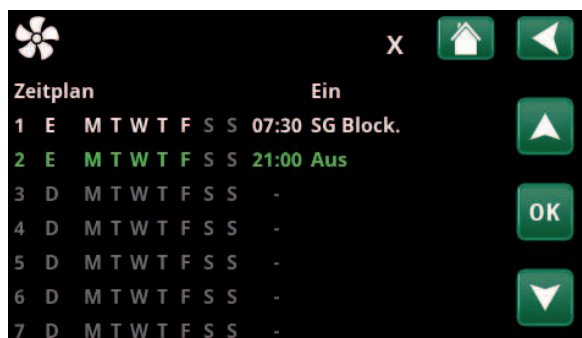 X
Zeitplan Ein
1 E M T W T F S S 07:30 SG Block.
2 E M T W T F S S 21:00 Aus
3 D M T W T F S S -
4 D M T W T F S S -
OK
5 D M T W T F S S -
6 D M T W T F S S -
7 D M T W T F S S -